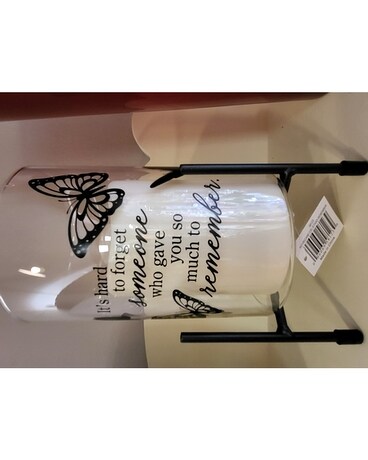 It's hard
to forget
someone
who gave
you so
much to
remember.